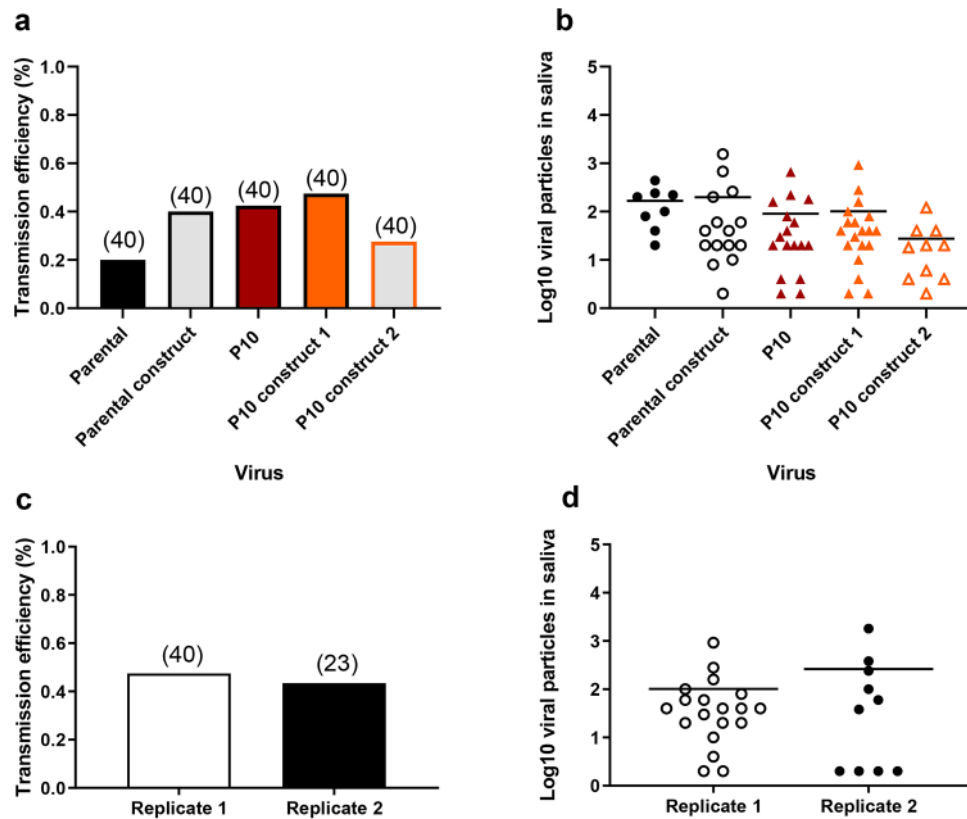 a
Transmission efficiency (%)
1.0
0.8
0.6
0.4
0.2
0.0
(40)
(40)
(40)
(40)
(40)
Parental
Parental construct
P10
P10 construct 1
P10 construct 2
Virus
b
Log10 viral particles in saliva
5
4
3
2
1
0
Parental
Parental construct
P10
P10 construct 1
P10 construct 2
Virus
c
Transmission efficiency (%)
1.0
0.8
0.6
0.4
0.2
0.0
(40)
(23)
Replicate 1
Replicate 2
d
Log10 viral particles in saliva
5
4
3
2
1
0
Replicate 1
Replicate 2